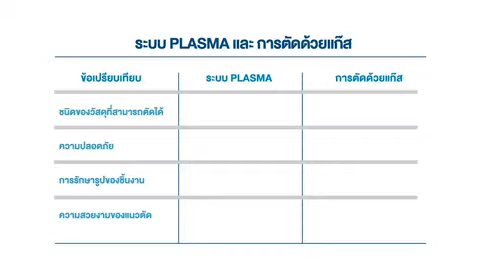 ระบบ PLASMA และ การตัดด้วยแก๊ส
ข้อเปรียบเทียบ ระบบ PLASMA การตัดด้วยแก๊ส
ชนิดของวัสดุที่สามารถตัดได้
ความปลอดภัย
การรักษารูปของชิ้นงาน
ความสวยงามของแนวตัด